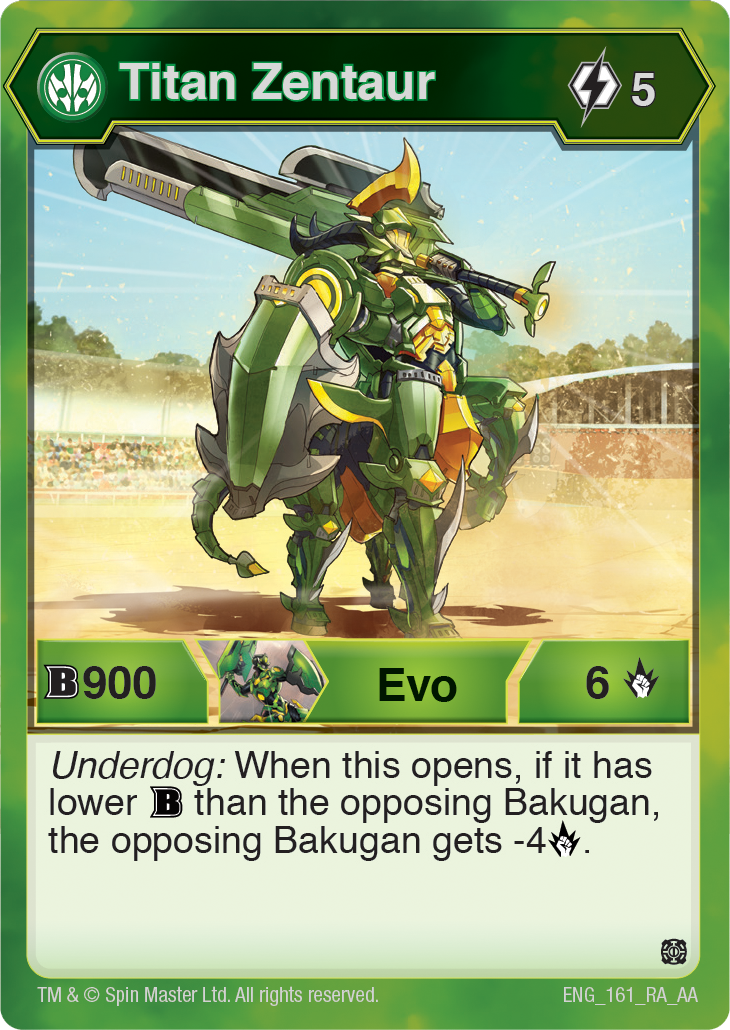 Titan Zentaur
5
B 900
Evo
6
Underdog: When this opens, if it has
lower B than the opposing Bakugan,
the opposing Bakugan gets -4.
TM & © Spin Master Ltd. All rights reserved.
ENG_161_RA_AA